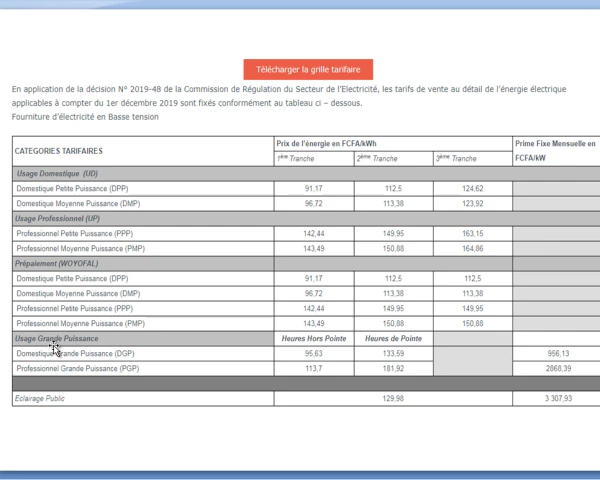 Télécharger la grille tarifaire
En application de la décision N° 2019-48 de la Commission de Régulation du Secteur de l'Electricité, les tarifs de vente au détail de l'énergie électrique
applicables à compter du 1er décembre 2019 sont fixés conformément au tableau ci – dessous.
Fourniture d'électricité en Basse tension
CATEGORIES TARIFAIRES Prix de l'énergie en FCFA/kWh Prime Fixe Mensuelle en FCFA/kW
1ère Tranche 2ème Tranche 3ème Tranche
Usage Domestique (UD)
Domestique Petite Puissance (DPP) 91,17 112,5 124,62
Domestique Moyenne Puissance (DMP) 96,72 113,38 123,92
Usage Professionnel (UP)
Professionnel Petite Puissance (PPP) 142,44 149,95 163,15
Professionnel Moyenne Puissance (PMP) 143,49 150,88 164,86
Prépaiement (WOYOFAL)
Domestique Petite Puissance (DPP) 91,17 112,5 112,5
Domestique Moyenne Puissance (DMP) 96,72 113,38 113,38
Professionnel Petite Puissance (PPP) 142,44 149,95 149,95
Professionnel Moyenne Puissance (PMP) 143,49 150,88 150,88
Usage Grande Puissance Heures Hors Pointe Heures de Pointe
Domestique Grande Puissance (DGP) 95,63 133,59 956,13
Professionnel Grande Puissance (PGP) 113,7 181,92 2868,39
Eclairage Public 129,98 3 307,93